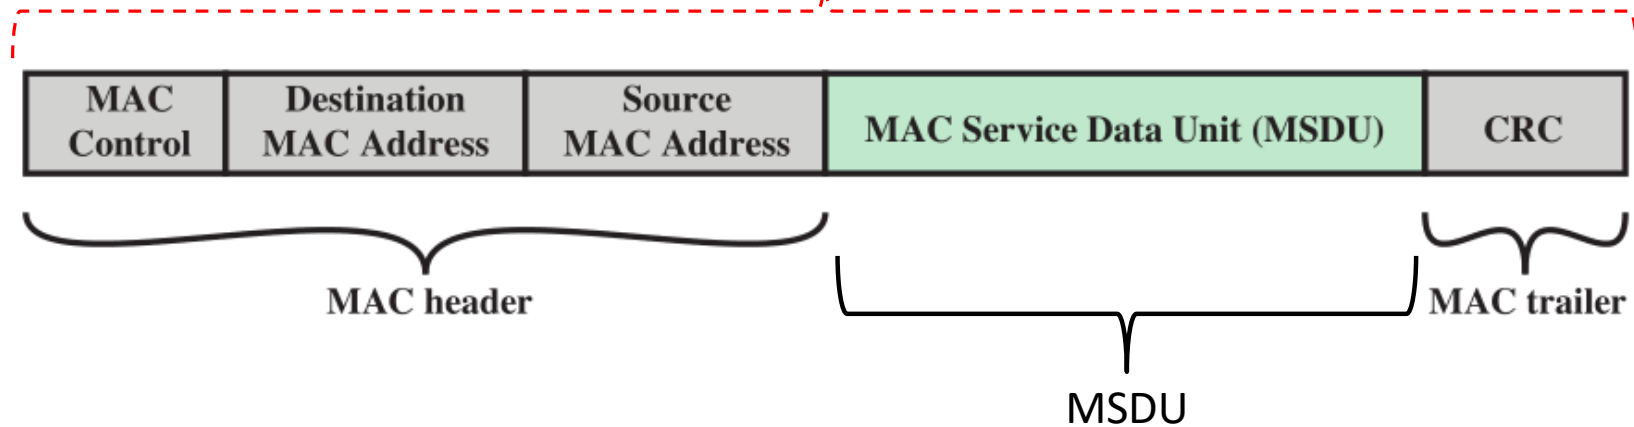 MAC
Control
Destination
MAC Address
Source
MAC Address
MAC Service Data Unit (MSDU)
CRC
MAC header
MSDU
MAC trailer